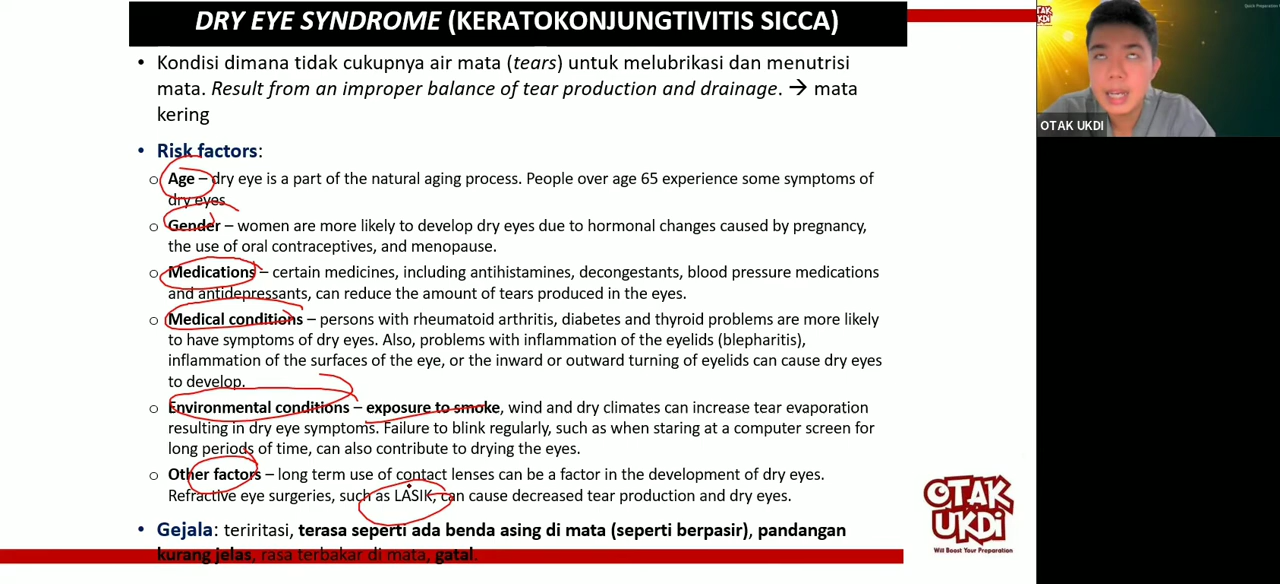 DRY EYE SYNDROME (KERATOKONJUNGTIVITIS SICCA)
• Kondisi dimana tidak cukupnya air mata (tears) untuk melubrikasi dan menutrisi
mata. Result from an improper balance of tear production and drainage. → mata
kering
• Risk factors:
o Age – dry eye is a part of the natural aging process. People over age 65 experience some symptoms of
dry eyes
o Gender – women are more likely to develop dry eyes due to hormonal changes caused by pregnancy,
the use of oral contraceptives, and menopause.
o Medications – certain medicines, including antihistamines, decongestants, blood pressure medications
and antidepressants, can reduce the amount of tears produced in the eyes.
o Medical conditions – persons with rheumatoid arthritis, diabetes and thyroid problems are more likely
to have symptoms of dry eyes. Also, problems with inflammation of the eyelids (blepharitis),
inflammation of the surfaces of the eye, or the inward or outward turning of eyelids can cause dry eyes
to develop.
o Environmental conditions – exposure to smoke, wind and dry climates can increase tear evaporation
resulting in dry eye symptoms. Failure to blink regularly, such as when staring at a computer screen for
long periods of time, can also contribute to drying the eyes.
o Other factors – long term use of contact lenses can be a factor in the development of dry eyes.
Refractive eye surgeries, such as LASIK, can cause decreased tear production and dry eyes.
• Gejala: teriritasi, terasa seperti ada benda asing di mata (seperti berpasir), pandangan
kurang jelas, rasa terbakar di mata, gatal.
OTAK
UKDI
Will Boost Your Preparation
OTAK UKDI